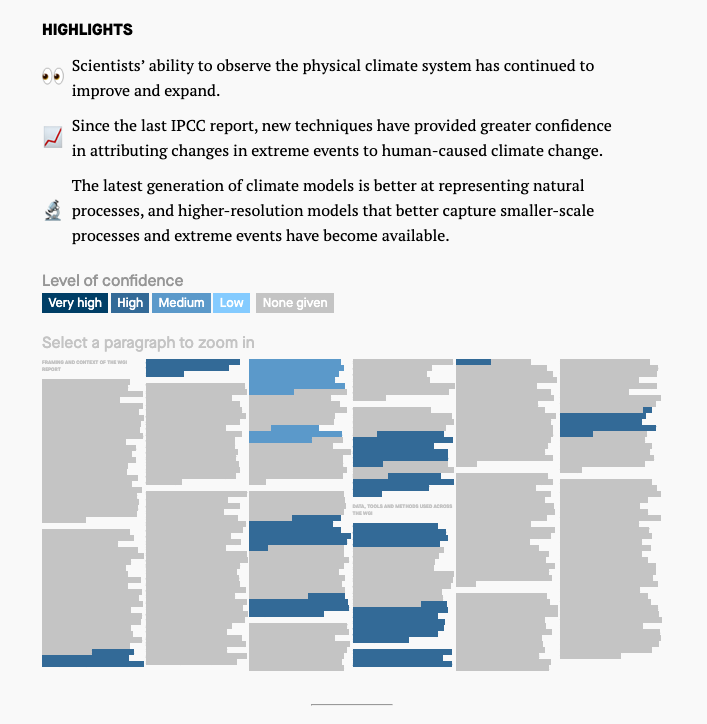 HIGHLIGHTS
Scientists’ ability to observe the physical climate system has continued to
improve and expand.
Since the last IPCC report, new techniques have provided greater confidence
in attributing changes in extreme events to human-caused climate change.
The latest generation of climate models is better at representing natural
processes, and higher-resolution models that better capture smaller-scale
processes and extreme events have become available.
Level of confidence
Very high High Medium Low None given
Select a paragraph to zoom in
FRAMING AND CONTEXT OF THE WGI
REPORT
DATA, TOOLS AND METHODS USED ACROSS
THE WGI